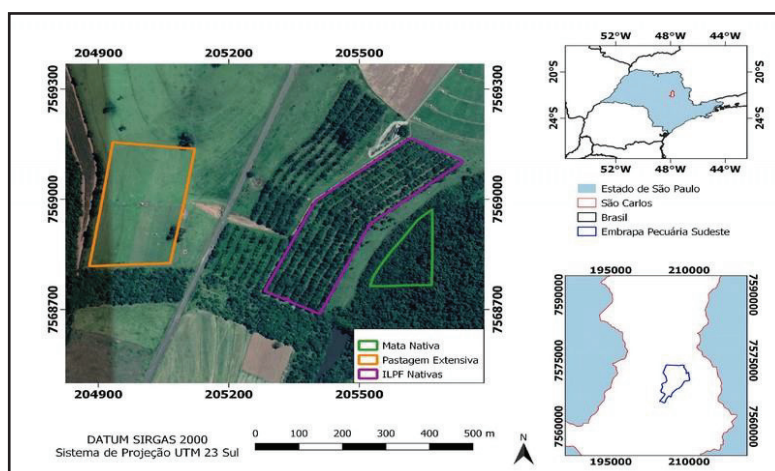 204900 205200 205500
7569300
7569000
7568700
7569300
7569000
7568700
204900 205200 205500
Mata Nativa
Pastagem Extensiva
ILPF Nativas
DATUM SIRGAS 2000
Sistema de Projeção UTM 23 Sul
0 100 200 300 400 500 m
N
52°W 48°W 44°W
20°S
24°S
20°S
24°S
52°W 48°W 44°W
Estado de São Paulo
São Carlos
Brasil
Embrapa Pecuária Sudeste
195000 210000
7590000
7575000
7560000
7590000
7575000
7560000
195000 210000